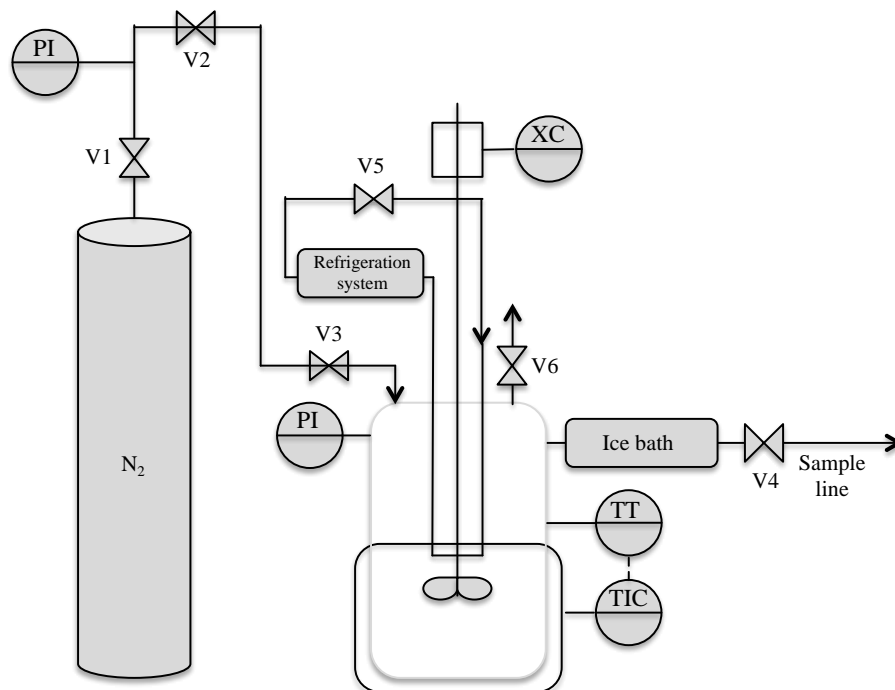 PI
V2
V1
XC
V5
Refrigeration
system
V3
V6
PI
Ice bath
V4
Sample
line
N₂
TT
TIC